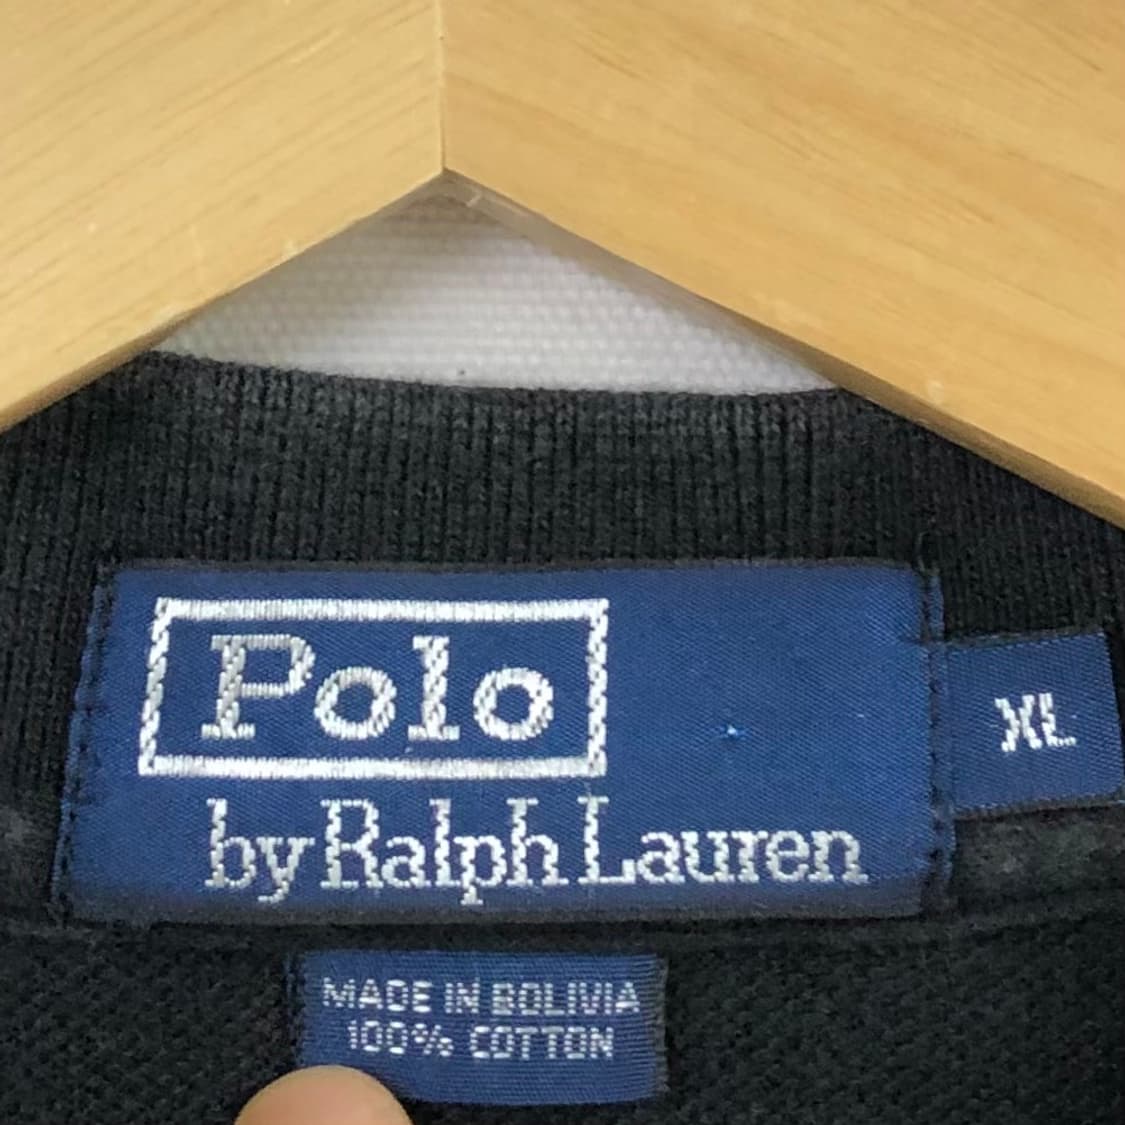 Polo
by Ralph Lauren
XL
MADE IN BOLIVIA
100% COTTON